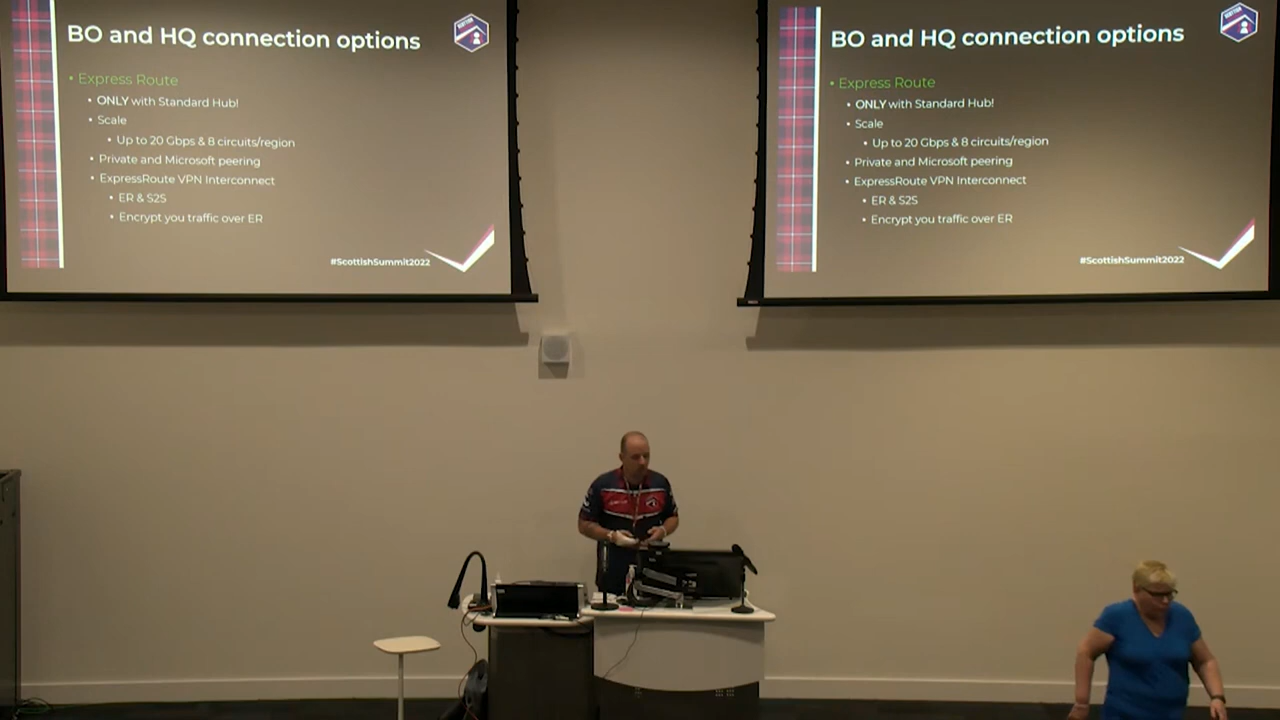 BO and HQ connection options
• Express Route
• ONLY with Standard Hub!
• Scale
• Up to 20 Gbps & 8 circuits/region
• Private and Microsoft peering
• ExpressRoute VPN Interconnect
• ER & S2S
• Encrypt you traffic over ER
#ScottishSummit2022
BO and HQ connection options
• Express Route
• ONLY with Standard Hub!
• Scale
• Up to 20 Gbps & 8 circuits/region
• Private and Microsoft peering
• ExpressRoute VPN Interconnect
• ER & S2S
• Encrypt you traffic over ER
#ScottishSummit2022